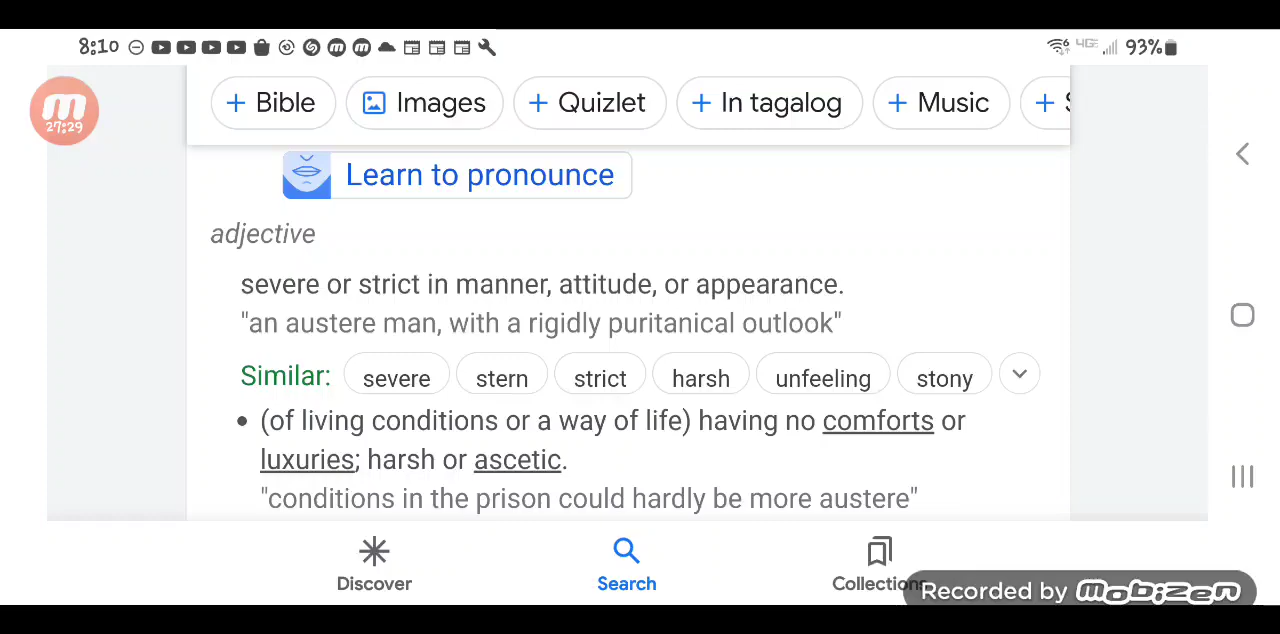 8:10 93%
27:29
+ Bible Images + Quizlet + In tagalog + Music +
Learn to pronounce
adjective
severe or strict in manner, attitude, or appearance.
"an austere man, with a rigidly puritanical outlook"
Similar: severe stern strict harsh unfeeling stony
• (of living conditions or a way of life) having no comforts or
luxuries; harsh or ascetic.
"conditions in the prison could hardly be more austere"
Discover Search Collections
Recorded by mobizen